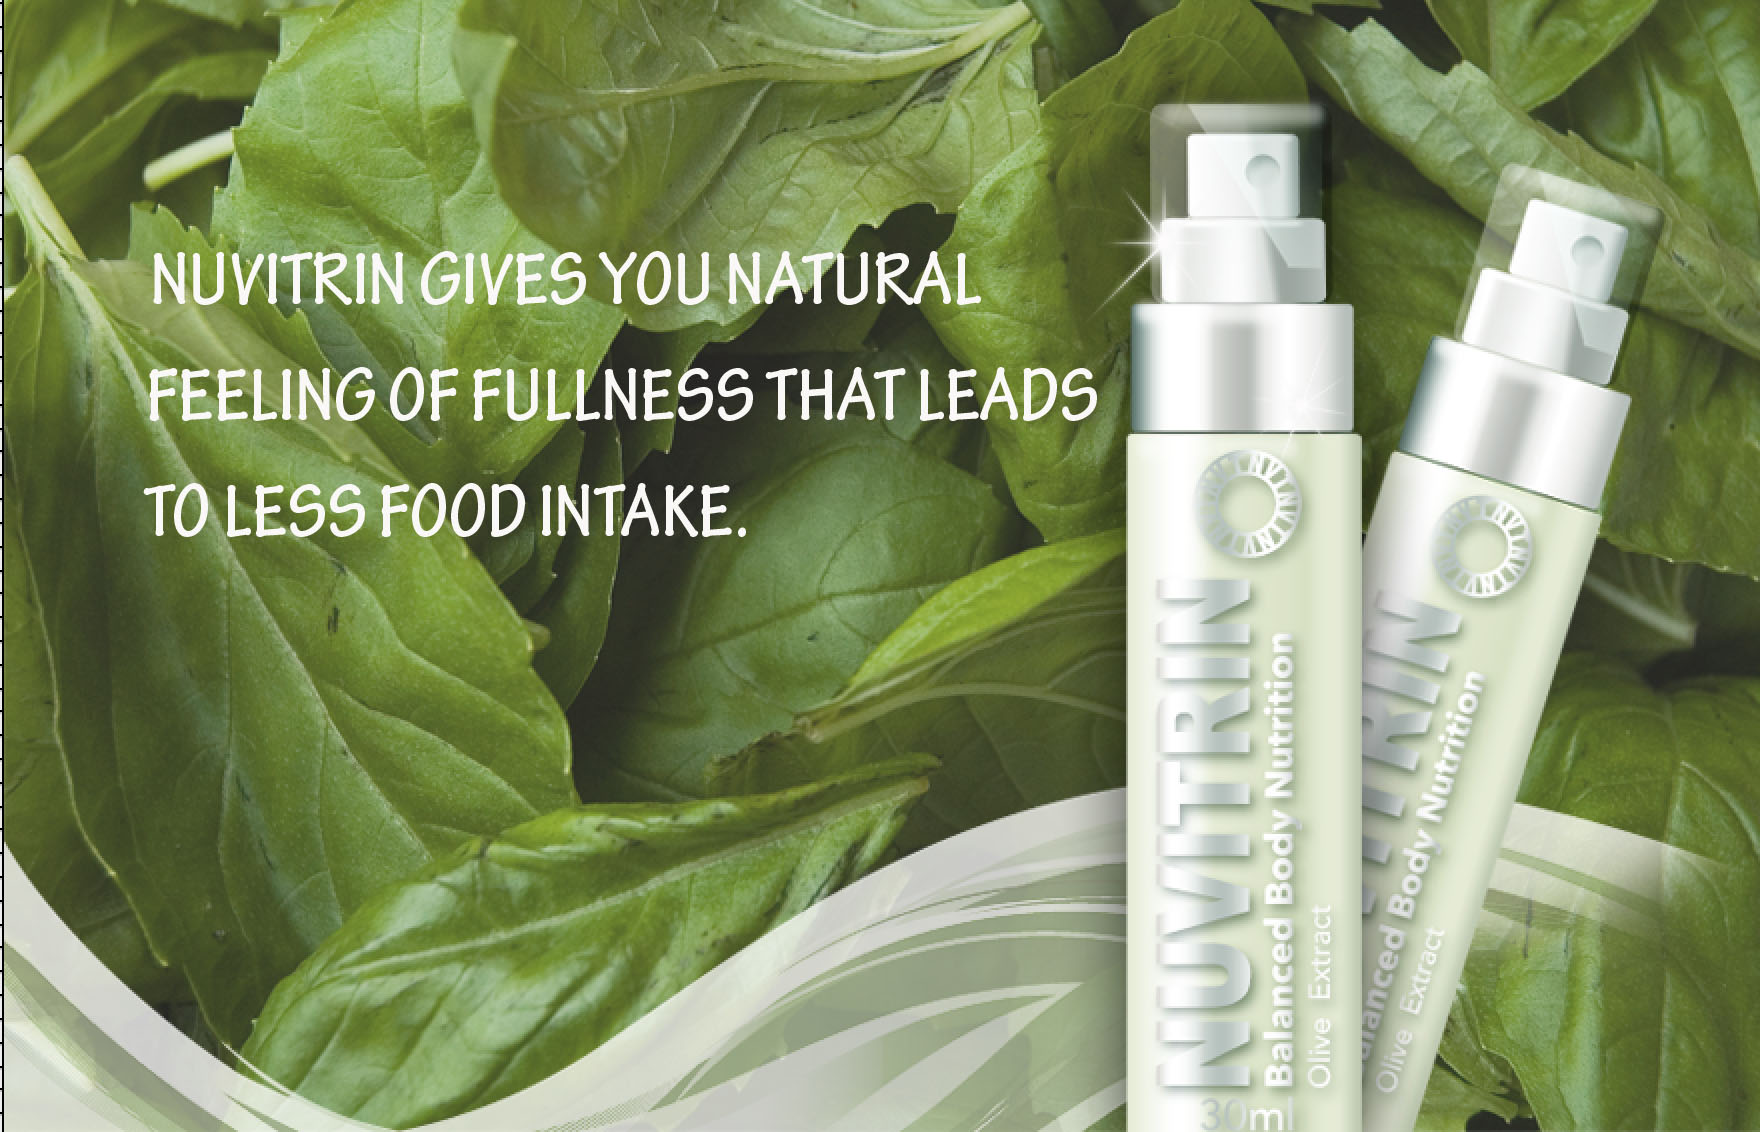 NUVITRIN GIVES YOU NATURAL
FEELING OF FULLNESS THAT LEADS
TO LESS FOOD INTAKE.
NUVITRIN
Balanced Body Nutrition
Olive Extract
30ml
Body Nutrition
Olive Extract